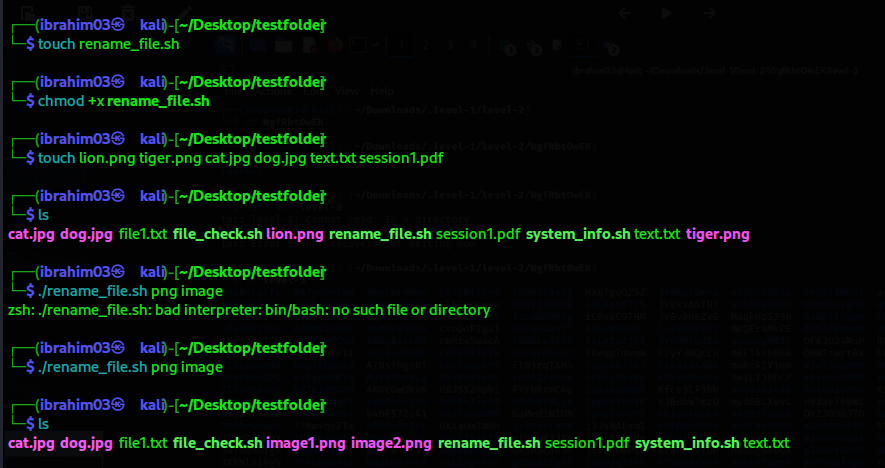 ┌──(ibrahim03㉿ kali)-[~/Desktop/testfolder]
└─$ touch rename_file.sh
┌──(ibrahim03㉿ kali)-[~/Desktop/testfolder]
└─$ chmod +x rename_file.sh
┌──(ibrahim03㉿ kali)-[~/Desktop/testfolder]
└─$ touch lion.png tiger.png cat.jpg dog.jpg text.txt session1.pdf
┌──(ibrahim03㉿ kali)-[~/Desktop/testfolder]
└─$ ls
cat.jpg dog.jpg file1.txt file_check.sh lion.png rename_file.sh session1.pdf system_info.sh text.txt tiger.png
┌──(ibrahim03㉿ kali)-[~/Desktop/testfolder]
└─$ ./rename_file.sh png image
zsh: ./rename_file.sh: bad interpreter: bin/bash: no such file or directory
┌──(ibrahim03㉿ kali)-[~/Desktop/testfolder]
└─$ ./rename_file.sh png image
┌──(ibrahim03㉿ kali)-[~/Desktop/testfolder]
└─$ ls
cat.jpg dog.jpg file1.txt file_check.sh image1.png image2.png rename_file.sh session1.pdf system_info.sh text.txt